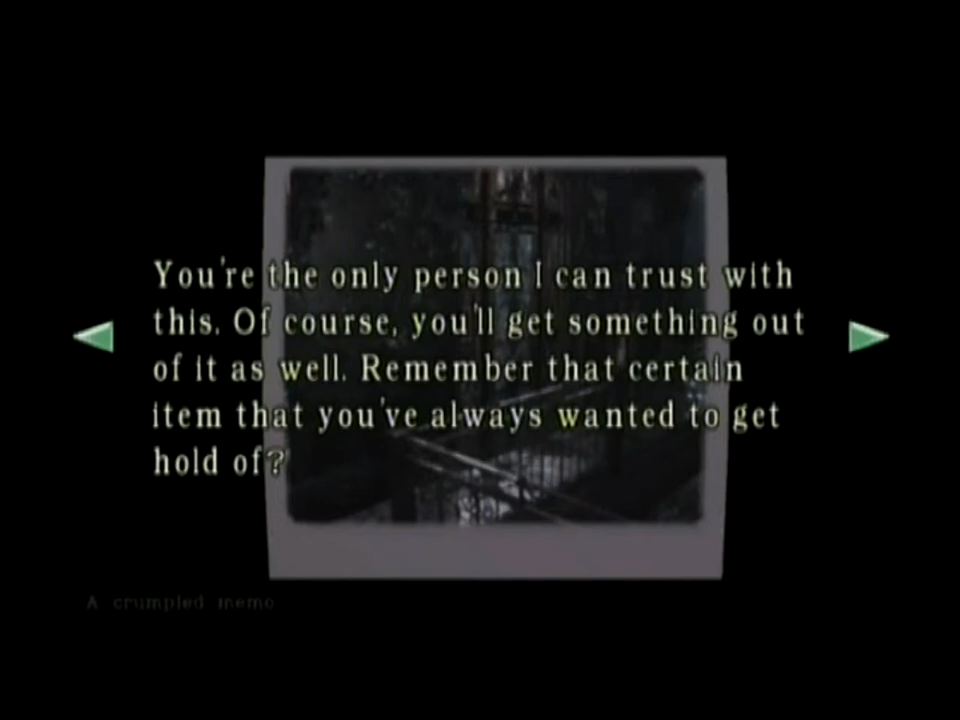 You're the only person I can trust with
this. Of course, you'll get something out
of it as well. Remember that certain
item that you've always wanted to get
hold of?
A crumpled memo